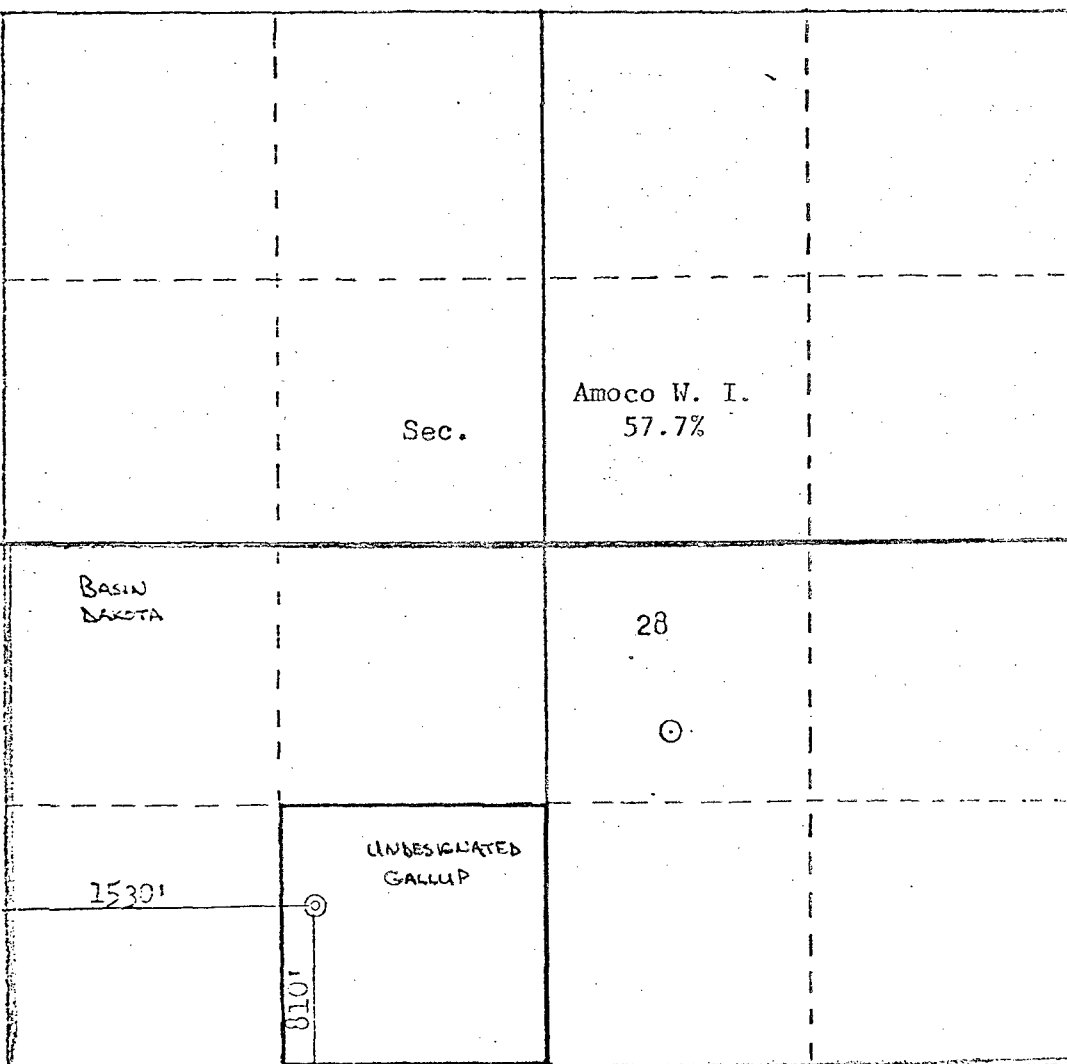 Amoco W. I.
57.7%
Sec.
BASIN
DAKOTA
28
UNDESIGNATED
GALLUP
1530'
810'